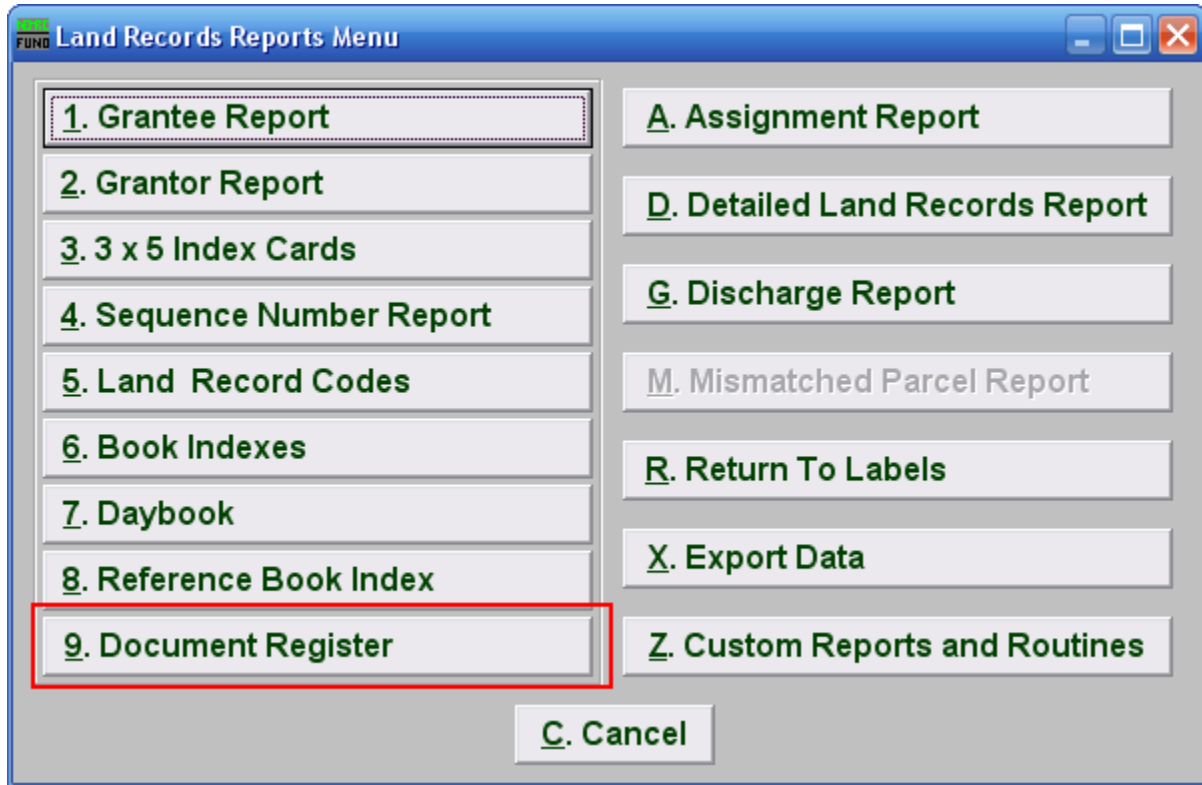 NEMRC
FUND
Land Records Reports Menu
1. Grantee Report
2. Grantor Report
3. 3 x 5 Index Cards
4. Sequence Number Report
5. Land Record Codes
6. Book Indexes
7. Daybook
8. Reference Book Index
9. Document Register
A. Assignment Report
D. Detailed Land Records Report
G. Discharge Report
M. Mismatched Parcel Report
R. Return To Labels
X. Export Data
Z. Custom Reports and Routines
C. Cancel